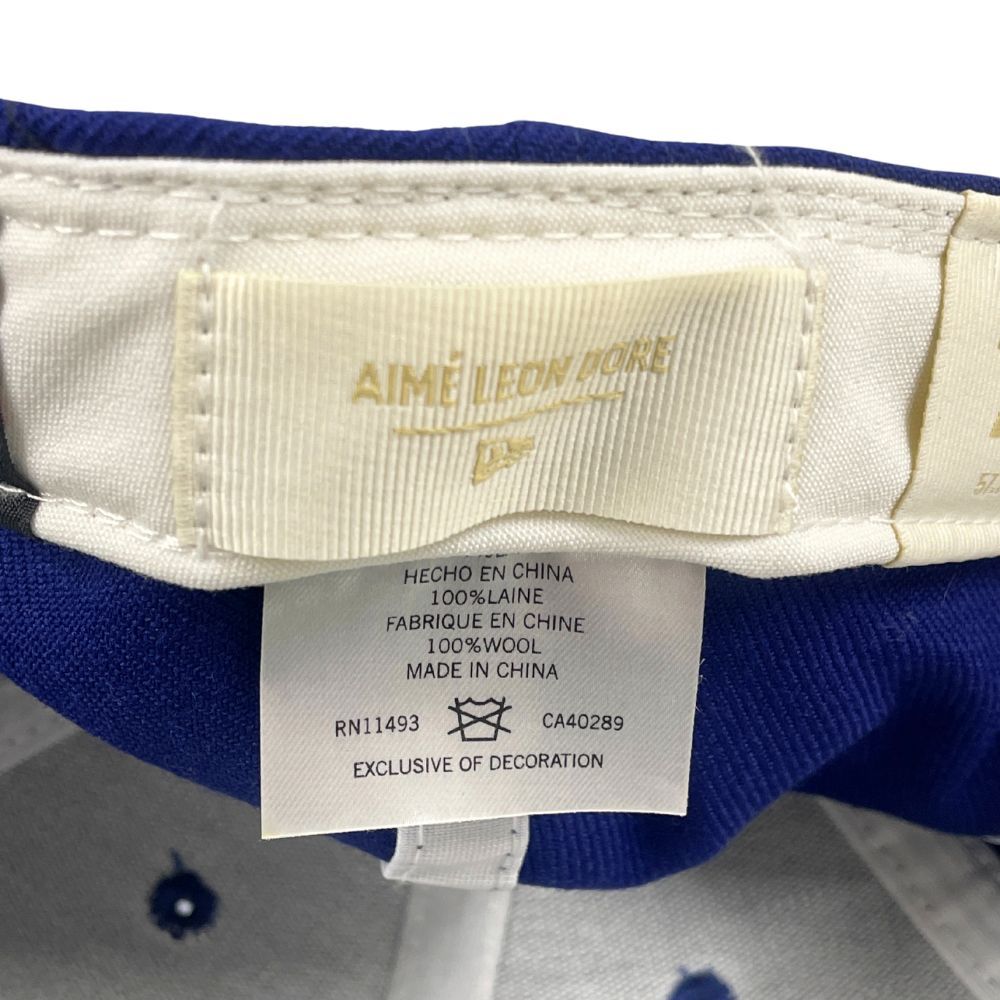 AIMÉ LEON DORE
HECHO EN CHINA
100%LAINE
FABRIQUE EN CHINE
100%WOOL
MADE IN CHINA
RN11493 CA40289
EXCLUSIVE OF DECORATION